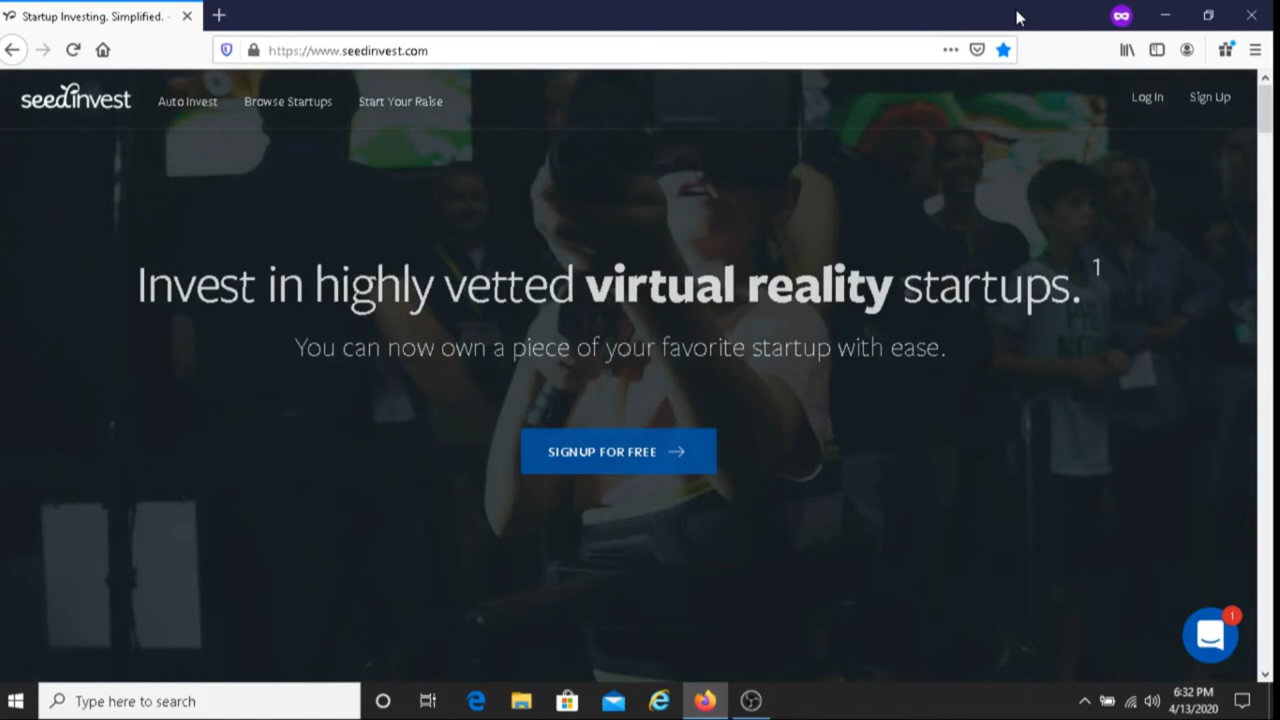 Startup Investing. Simplified. -
https://www.seedinvest.com
seedinvest
Auto Invest
Browse Startups
Start Your Raise
Log In
Sign Up
Invest in highly vetted virtual reality startups. 1
You can now own a piece of your favorite startup with ease.
SIGNUP FOR FREE
1
Type here to search
6:32 PM
4/13/2020